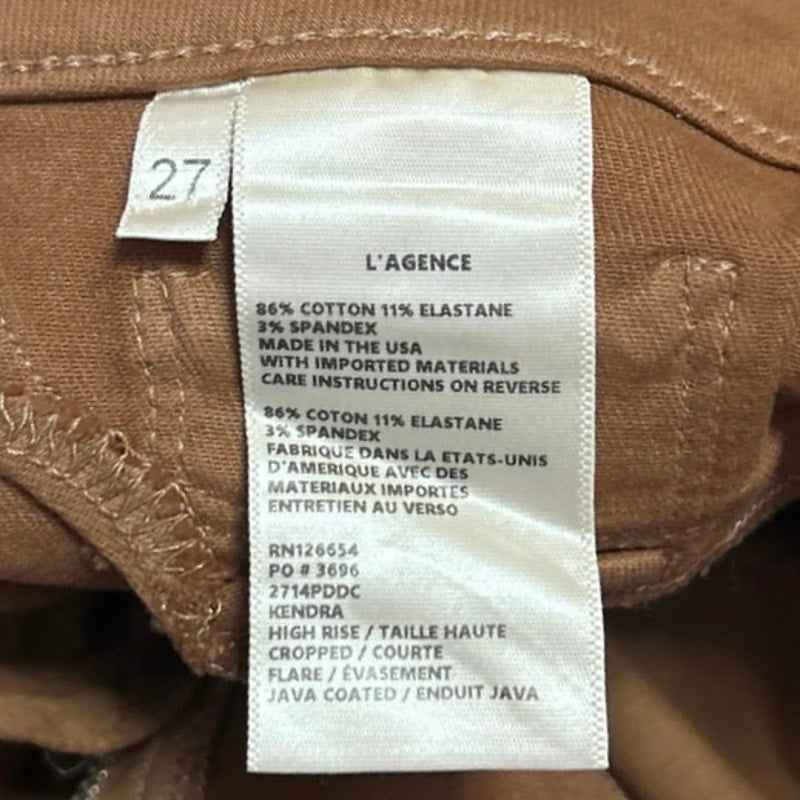 27
L'AGENCE
86% COTTON 11% ELASTANE
3% SPANDEX
MADE IN THE USA
WITH IMPORTED MATERIALS
CARE INSTRUCTIONS ON REVERSE
86% COTON 11% ELASTANE
3% SPANDEX
FABRIQUE DANS LA ETATS-UNIS
D'AMERIQUE AVEC DES
MATERIAUX IMPORTES
ENTRETIEN AU VERSO
RN126654
PO # 3696
2714PDDC
KENDRA
HIGH RISE / TAILLE HAUTE
CROPPED / COURTE
FLARE / ÉVASEMENT
JAVA COATED / ENDUIT JAVA